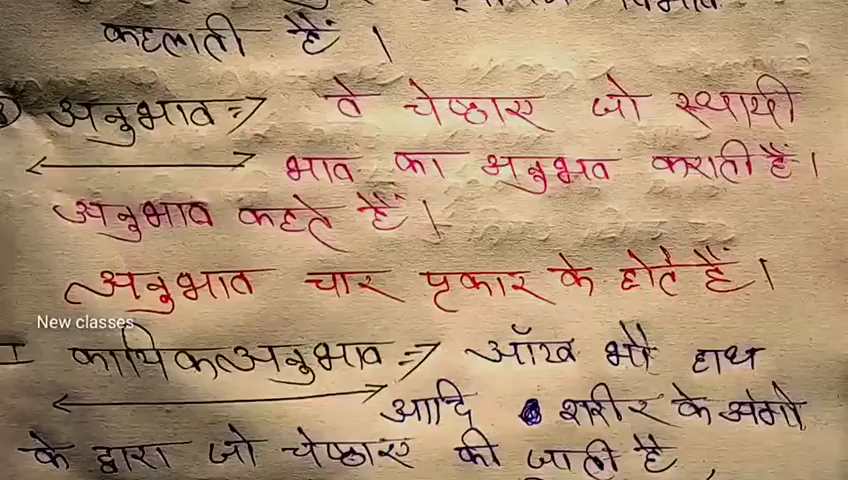 कहलाती हैं ।
अनुभाव => वे चेष्ठाए जो स्थायी
भाव का अनुभव कराती हैं ।
अनुभाव कहते हैं ।
अनुभाव चार प्रकार के होते हैं ।
New classes
I कायिक अनुभाव => आँख भौ हाथ
आदि शरीर के अंगो
के द्वारा जो चेष्ठाए की जाती है ,